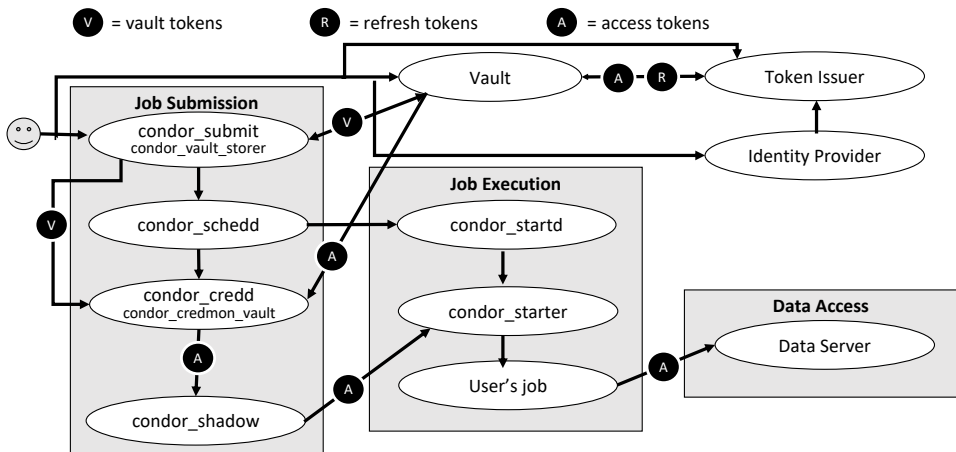 V = vault tokens
R = refresh tokens
A = access tokens
Vault
A
R
Token Issuer
Job Submission
condor_submit
condor_vault_storer
V
Identity Provider
Job Execution
V
condor_schedd
condor_startd
A
condor_credd
condor_credmon_vault
condor_starter
Data Access
Data Server
A
A
A
User's job
condor_shadow